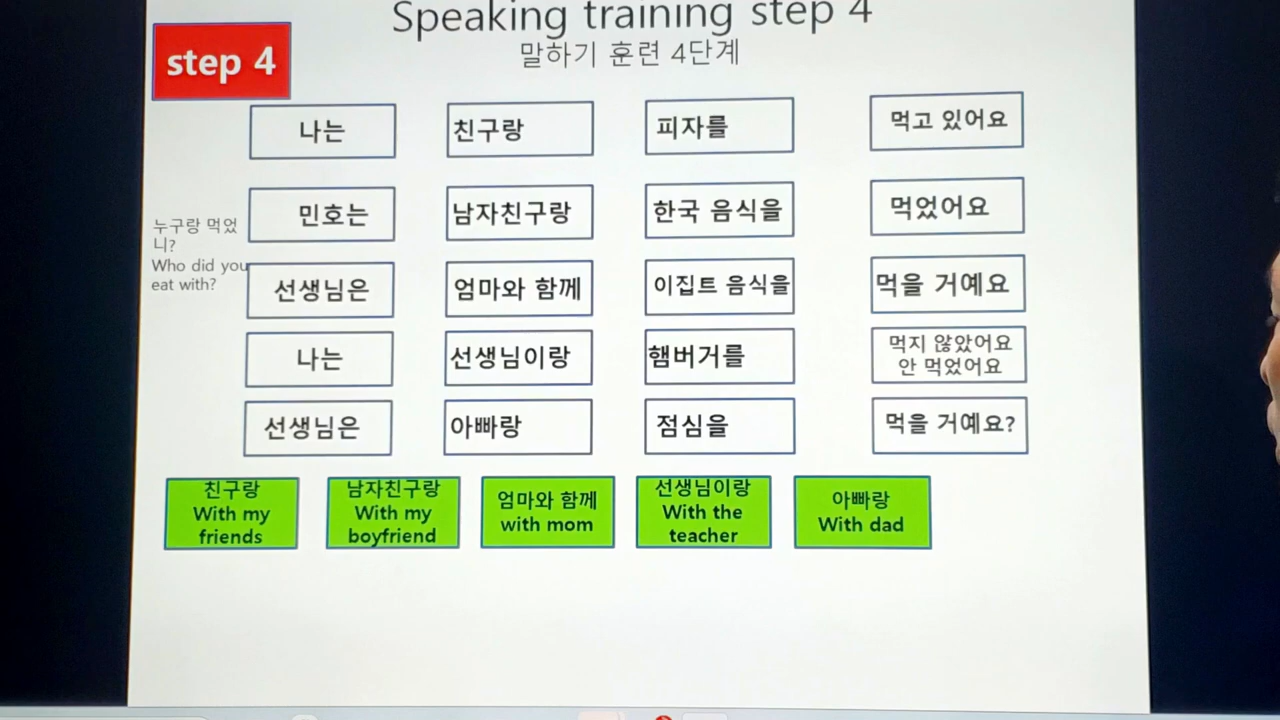 Speaking training step 4
말하기 훈련 4단계
step 4
나는 친구랑 피자를 먹고 있어요
민호는 남자친구랑 한국 음식을 먹었어요
누구랑 먹었
니?
Who did you
eat with?
선생님은 엄마와 함께 이집트 음식을 먹을 거예요
나는 선생님이랑 햄버거를 먹지 않았어요
안 먹었어요
선생님은 아빠랑 점심을 먹을 거예요?
친구랑
With my
friends
남자친구랑
With my
boyfriend
엄마와 함께
with mom
선생님이랑
With the
teacher
아빠랑
With dad